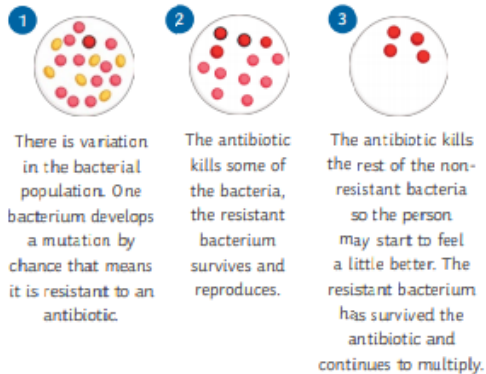 1
There is variation
in the bacterial
population. One
bacterium develops
a mutation by
chance that means
it is resistant to an
antibiotic.
2
The antibiotic
kills some of
the bacteria,
the resistant
bacterium
survives and
reproduces.
3
The antibiotic kills
the rest of the non-
resistant bacteria
so the person
may start to feel
a little better. The
resistant bacterium
has survived the
antibiotic and
continues to multiply.